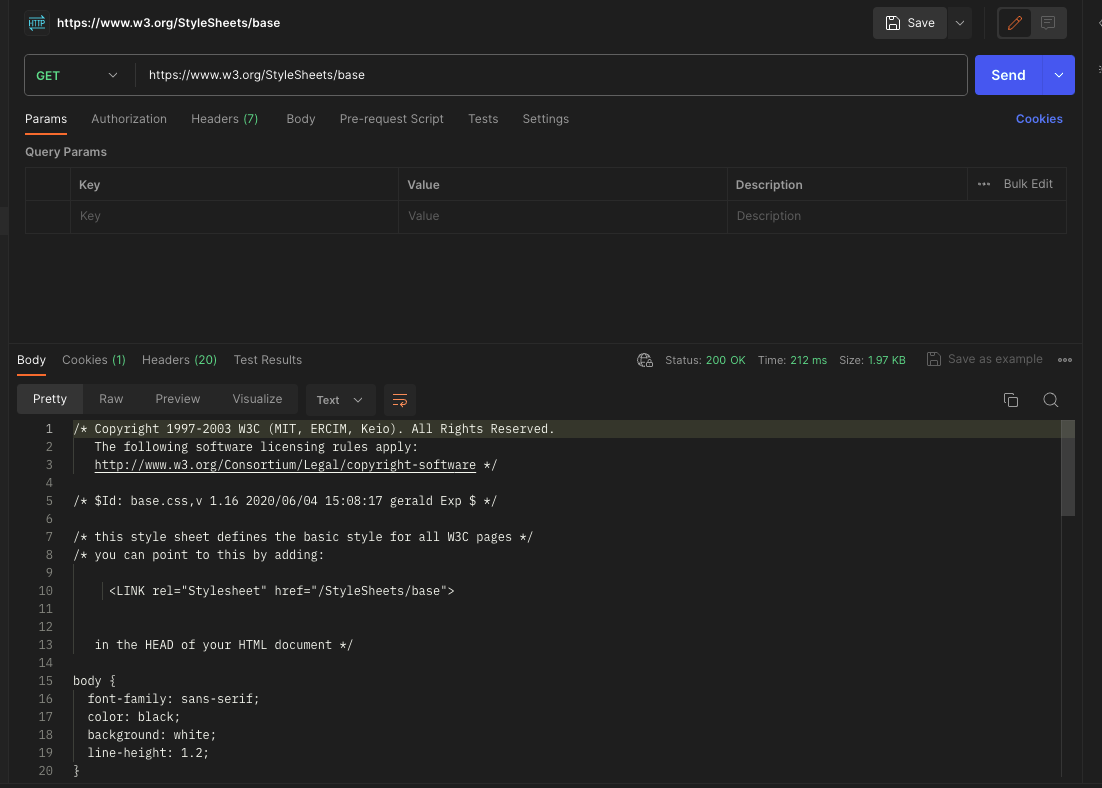 HTTP https://www.w3.org/StyleSheets/base Save
GET https://www.w3.org/StyleSheets/base Send
Params Authorization Headers (7) Body Pre-request Script Tests Settings Cookies
Query Params
Key Value Description ••• Bulk Edit
Key Value Description
Body Cookies (1) Headers (20) Test Results Status: 200 OK Time: 212 ms Size: 1.97 KB Save as example
Pretty Raw Preview Visualize Text
1 /* Copyright 1997-2003 W3C (MIT, ERCIM, Keio). All Rights Reserved.
2 The following software licensing rules apply:
3 http://www.w3.org/Consortium/Legal/copyright-software */
4
5 /* $Id: base.css,v 1.16 2020/06/04 15:08:17 gerald Exp $ */
6
7 /* this style sheet defines the basic style for all W3C pages */
8 /* you can point to this by adding:
9
10 <LINK rel="Stylesheet" href="/StyleSheets/base">
11
12
13 in the HEAD of your HTML document */
14
15 body {
16 font-family: sans-serif;
17 color: black;
18 background: white;
19 line-height: 1.2;
20 }